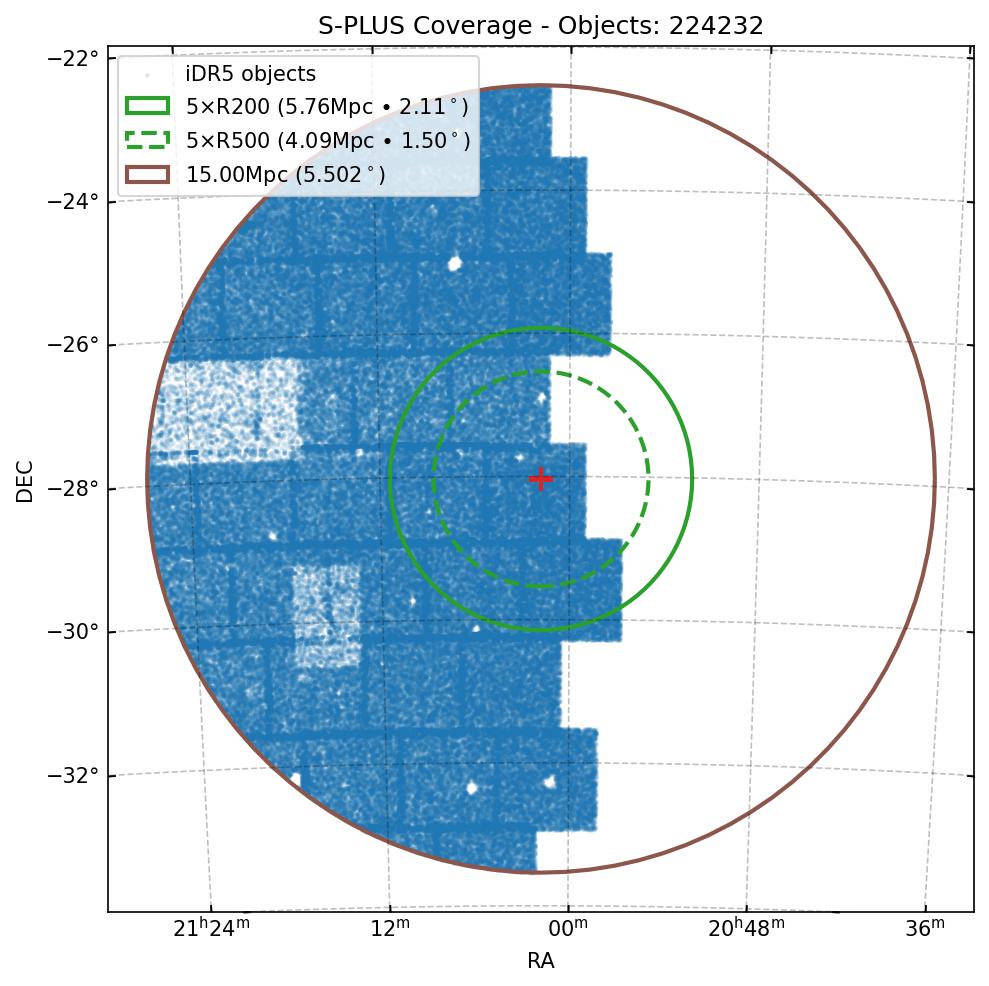 S-PLUS Coverage - Objects: 224232
iDR5 objects
5×R200 (5.76Mpc • 2.11°)
5×R500 (4.09Mpc • 1.50°)
15.00Mpc (5.502°)
−22°
−24°
−26°
−28°
−30°
−32°
DEC
21ʰ24ᵐ 12ᵐ 00ᵐ 20ʰ48ᵐ 36ᵐ
RA